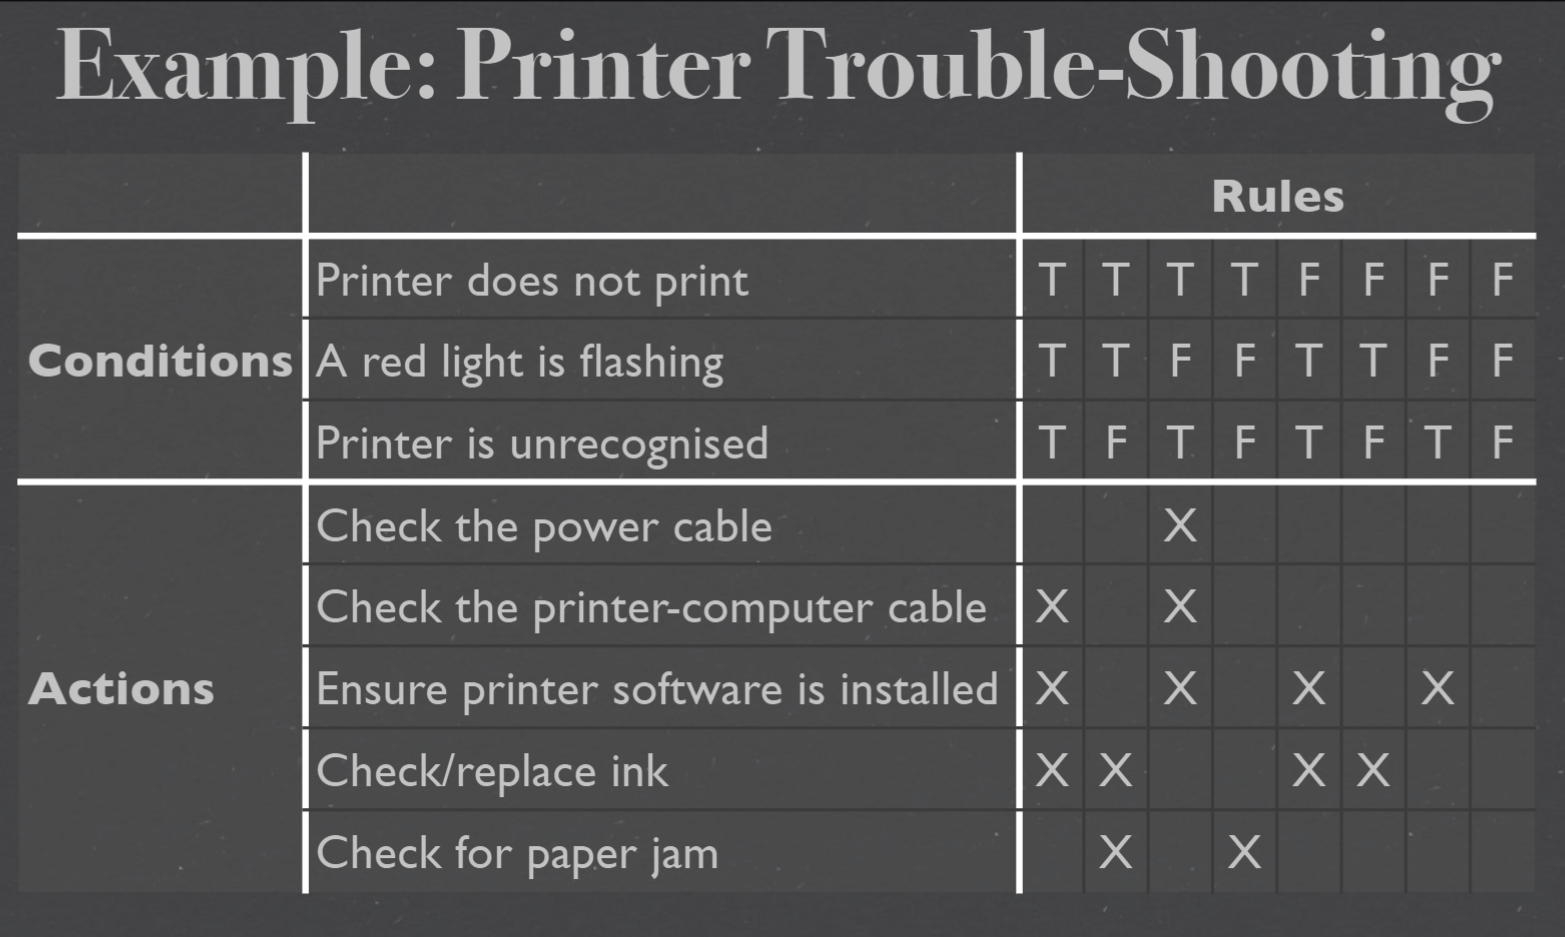 Example: Printer Trouble-Shooting
Rules
Conditions
Printer does not print T T T T F F F F
A red light is flashing T T F F T T F F
Printer is unrecognised T F T F T F T F
Actions
Check the power cable X
Check the printer-computer cable X X
Ensure printer software is installed X X X X
Check/replace ink X X X X
Check for paper jam X X